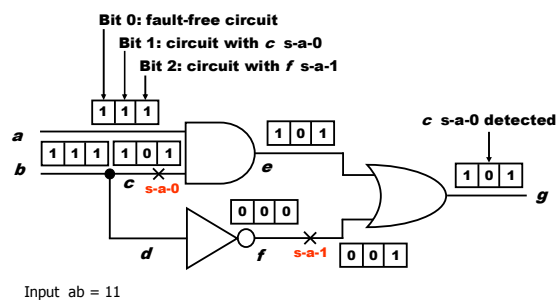 Bit 0: fault-free circuit
Bit 1: circuit with c s-a-0
Bit 2: circuit with f s-a-1
1 1 1
a
1 0 1
c s-a-0 detected
1 1 1
1 0 1
b
c
s-a-0
e
1 0 1
g
0 0 0
d
f
s-a-1
0 0 1
Input ab = 11